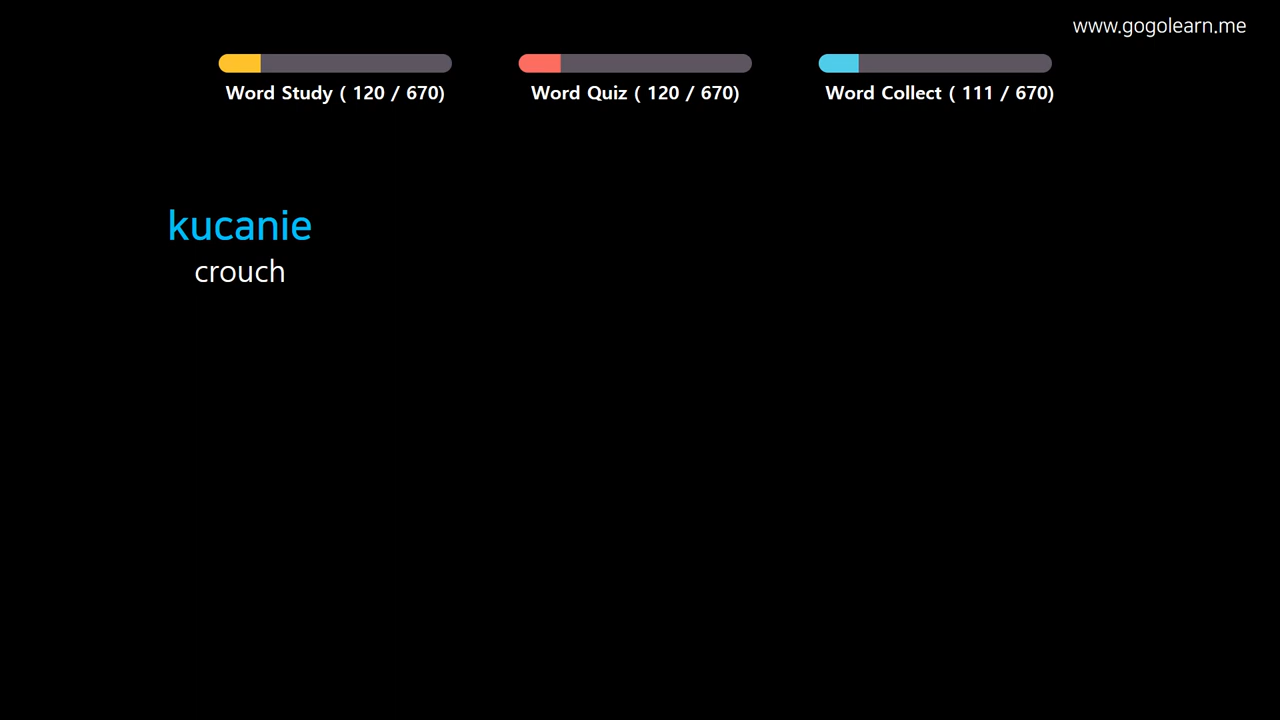 www.gogolearn.me
Word Study ( 120 / 670)
Word Quiz ( 120 / 670)
Word Collect ( 111 / 670)
kucanie
crouch